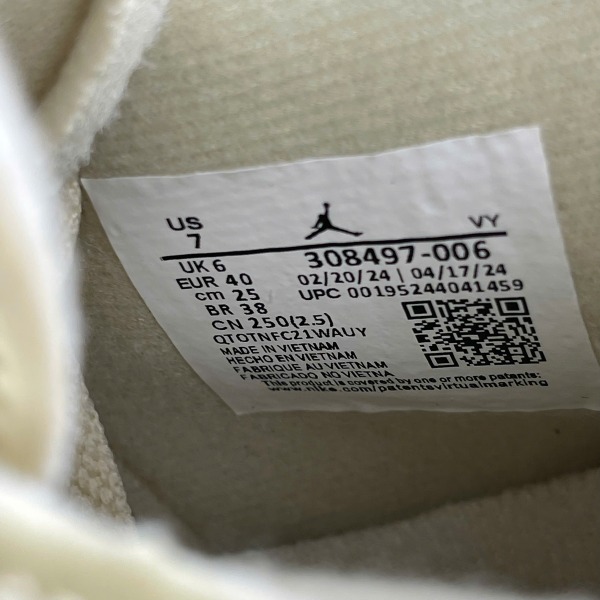 US
7
VY
UK 6
308497-006
EUR 40
02/20/24 | 04/17/24
cm 25
UPC 00195244041459
BR 38
CN 250(2.5)
QTOTNFC21WAUY
MADE IN VIETNAM
HECHO EN VIETNAM
FABRIQUE AU VIETNAM
FABRICADO NO VIETNA
This product is covered by one or more patents:
www.nike.com/patentsvirtualmarking